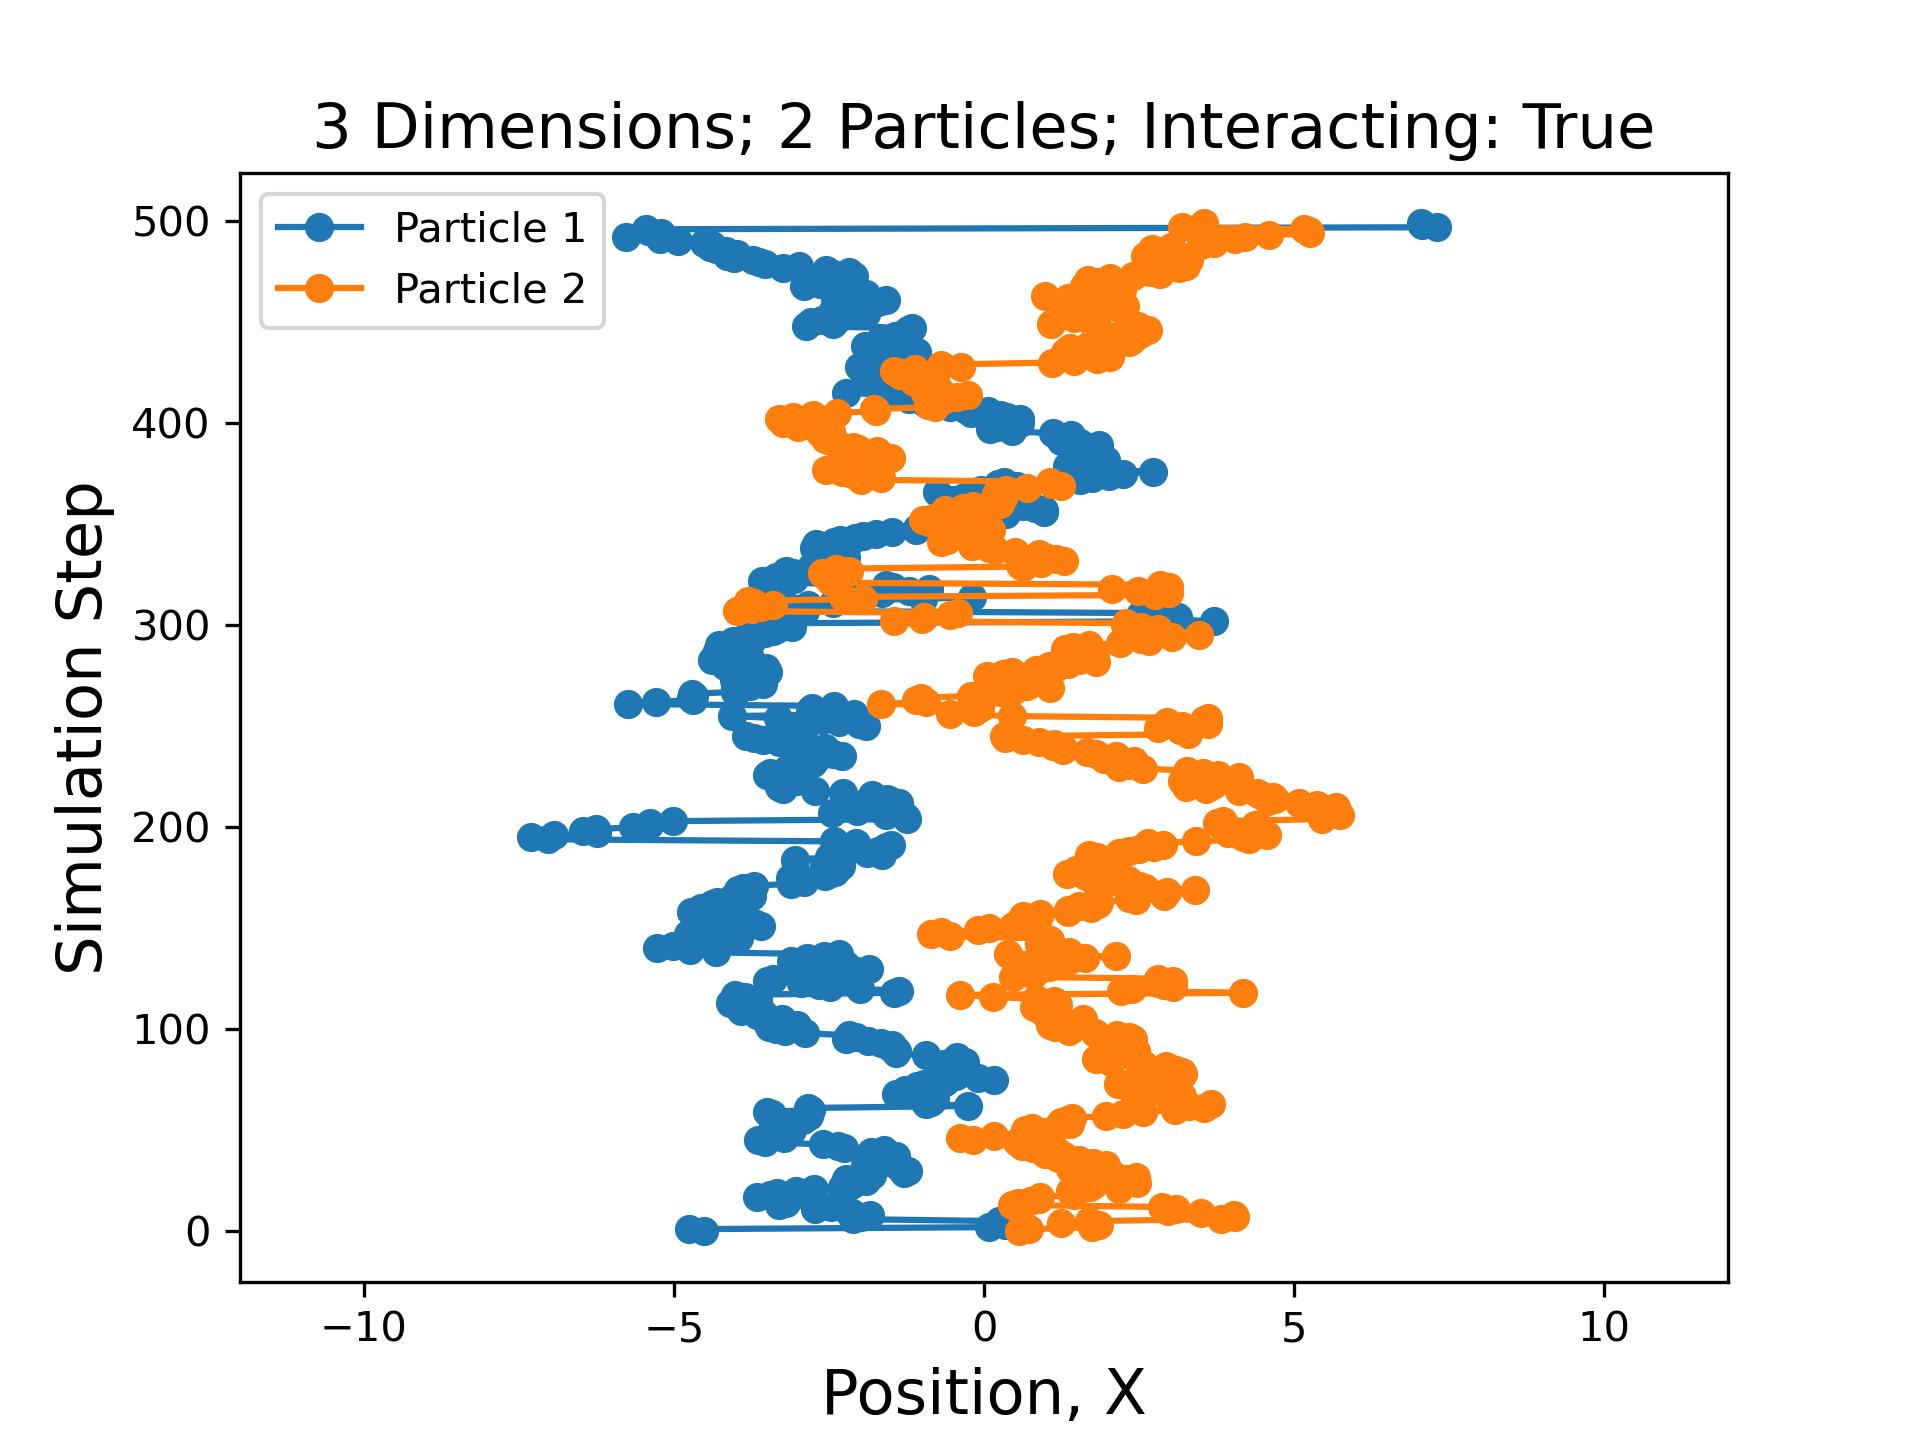 3 Dimensions; 2 Particles; Interacting: True
Particle 1
Particle 2
500
400
300
200
100
0
Simulation Step
−10
−5
0
5
10
Position, X